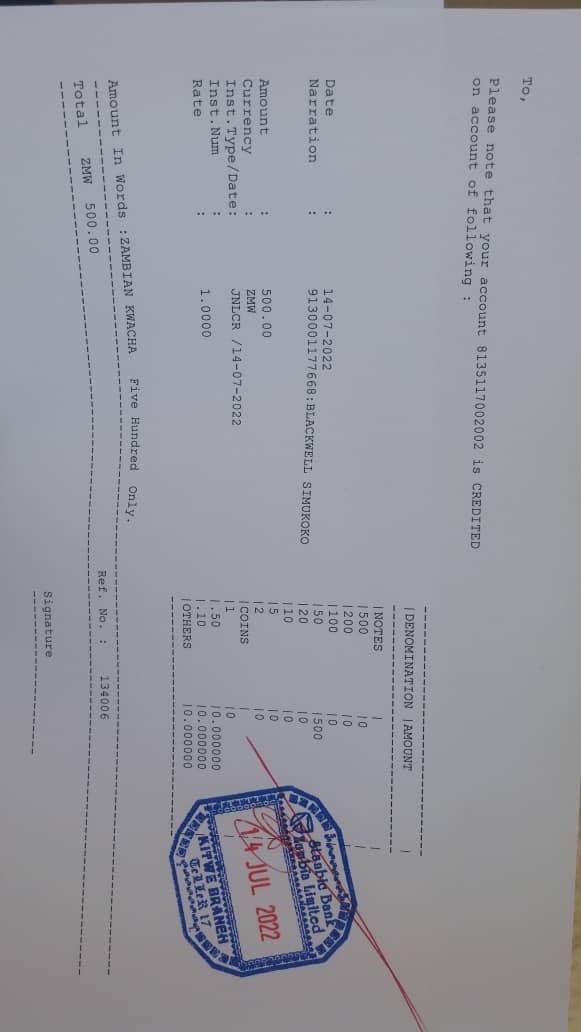 To,
Please note that your account 8135117002002 is CREDITED
on account of following :
|DENOMINATION |AMOUNT |
|NOTES | |
|500 |0
|200 |0
Date : 14-07-2022 |100 |0
Narration : 9130001177668:BLACKWELL SIMUKOKO |50 |500
|20 |0
|10 |0
|5 |0
Amount : 500.00 |2 |0
Currency : ZMW |COINS |
Inst.Type/Date: JNLCR /14-07-2022 |1 |0
Inst.Num : |.50 |0.000000
Rate : 1.0000 |.10 |0.000000
|OTHERS |0.000000
Stanbic Bank
Zambia Limited
14 JUL 2022
KITWE BRANCH
TELLER 17
Amount In Words :ZAMBIAN KWACHA Five Hundred Only.
Ref. No. : 134006
Total ZMW 500.00
Signature